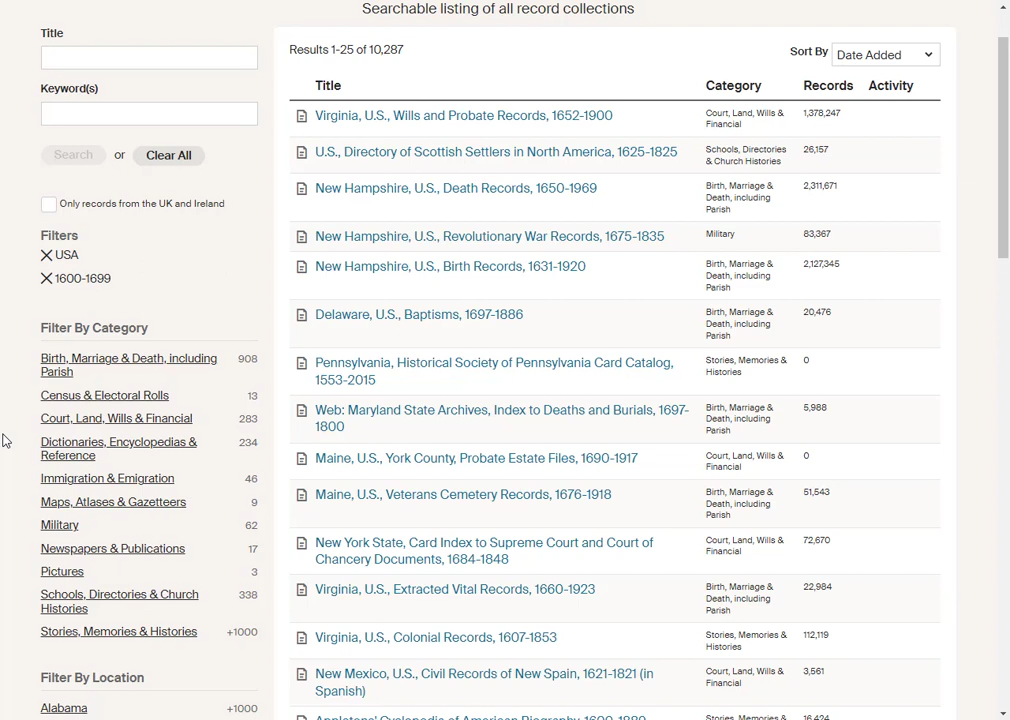 Searchable listing of all record collections
Title
Keyword(s)
Search or Clear All
Only records from the UK and Ireland
Filters
USA
1600-1699
Filter By Category
Birth, Marriage & Death, including 908
Parish
Census & Electoral Rolls 13
Court, Land, Wills & Financial 283
Dictionaries, Encyclopedias & 234
Reference
Immigration & Emigration 46
Maps, Atlases & Gazetteers 9
Military 62
Newspapers & Publications 17
Pictures 3
Schools, Directories & Church 338
Histories
Stories, Memories & Histories +1000
Filter By Location
Alabama +1000
Results 1-25 of 10,287
Sort By Date Added
Title Category Records Activity
Virginia, U.S., Wills and Probate Records, 1652-1900 Court, Land, Wills & 1,378,247
Financial
U.S., Directory of Scottish Settlers in North America, 1625-1825 Schools, Directories 26,157
& Church Histories
New Hampshire, U.S., Death Records, 1650-1969 Birth, Marriage & 2,311,671
Death, including
Parish
New Hampshire, U.S., Revolutionary War Records, 1675-1835 Military 83,367
New Hampshire, U.S., Birth Records, 1631-1920 Birth, Marriage & 2,127,345
Death, including
Parish
Delaware, U.S., Baptisms, 1697-1886 Birth, Marriage & 20,476
Death, including
Parish
Pennsylvania, Historical Society of Pennsylvania Card Catalog, Stories, Memories & 0
1553-2015 Histories
Web: Maryland State Archives, Index to Deaths and Burials, 1697- Birth, Marriage & 5,988
1800 Death, including
Parish
Maine, U.S., York County, Probate Estate Files, 1690-1917 Court, Land, Wills & 0
Financial
Maine, U.S., Veterans Cemetery Records, 1676-1918 Birth, Marriage & 51,543
Death, including
Parish
New York State, Card Index to Supreme Court and Court of Court, Land, Wills & 72,670
Chancery Documents, 1684-1848 Financial
Virginia, U.S., Extracted Vital Records, 1660-1923 Birth, Marriage & 22,984
Death, including
Parish
Virginia, U.S., Colonial Records, 1607-1853 Stories, Memories & 112,119
Histories
New Mexico, U.S., Civil Records of New Spain, 1621-1821 (in Court, Land, Wills & 3,561
Spanish) Financial
Appletons' Cyclopedia of American Biography, 1600-1889 Stories, Memories & 16,424